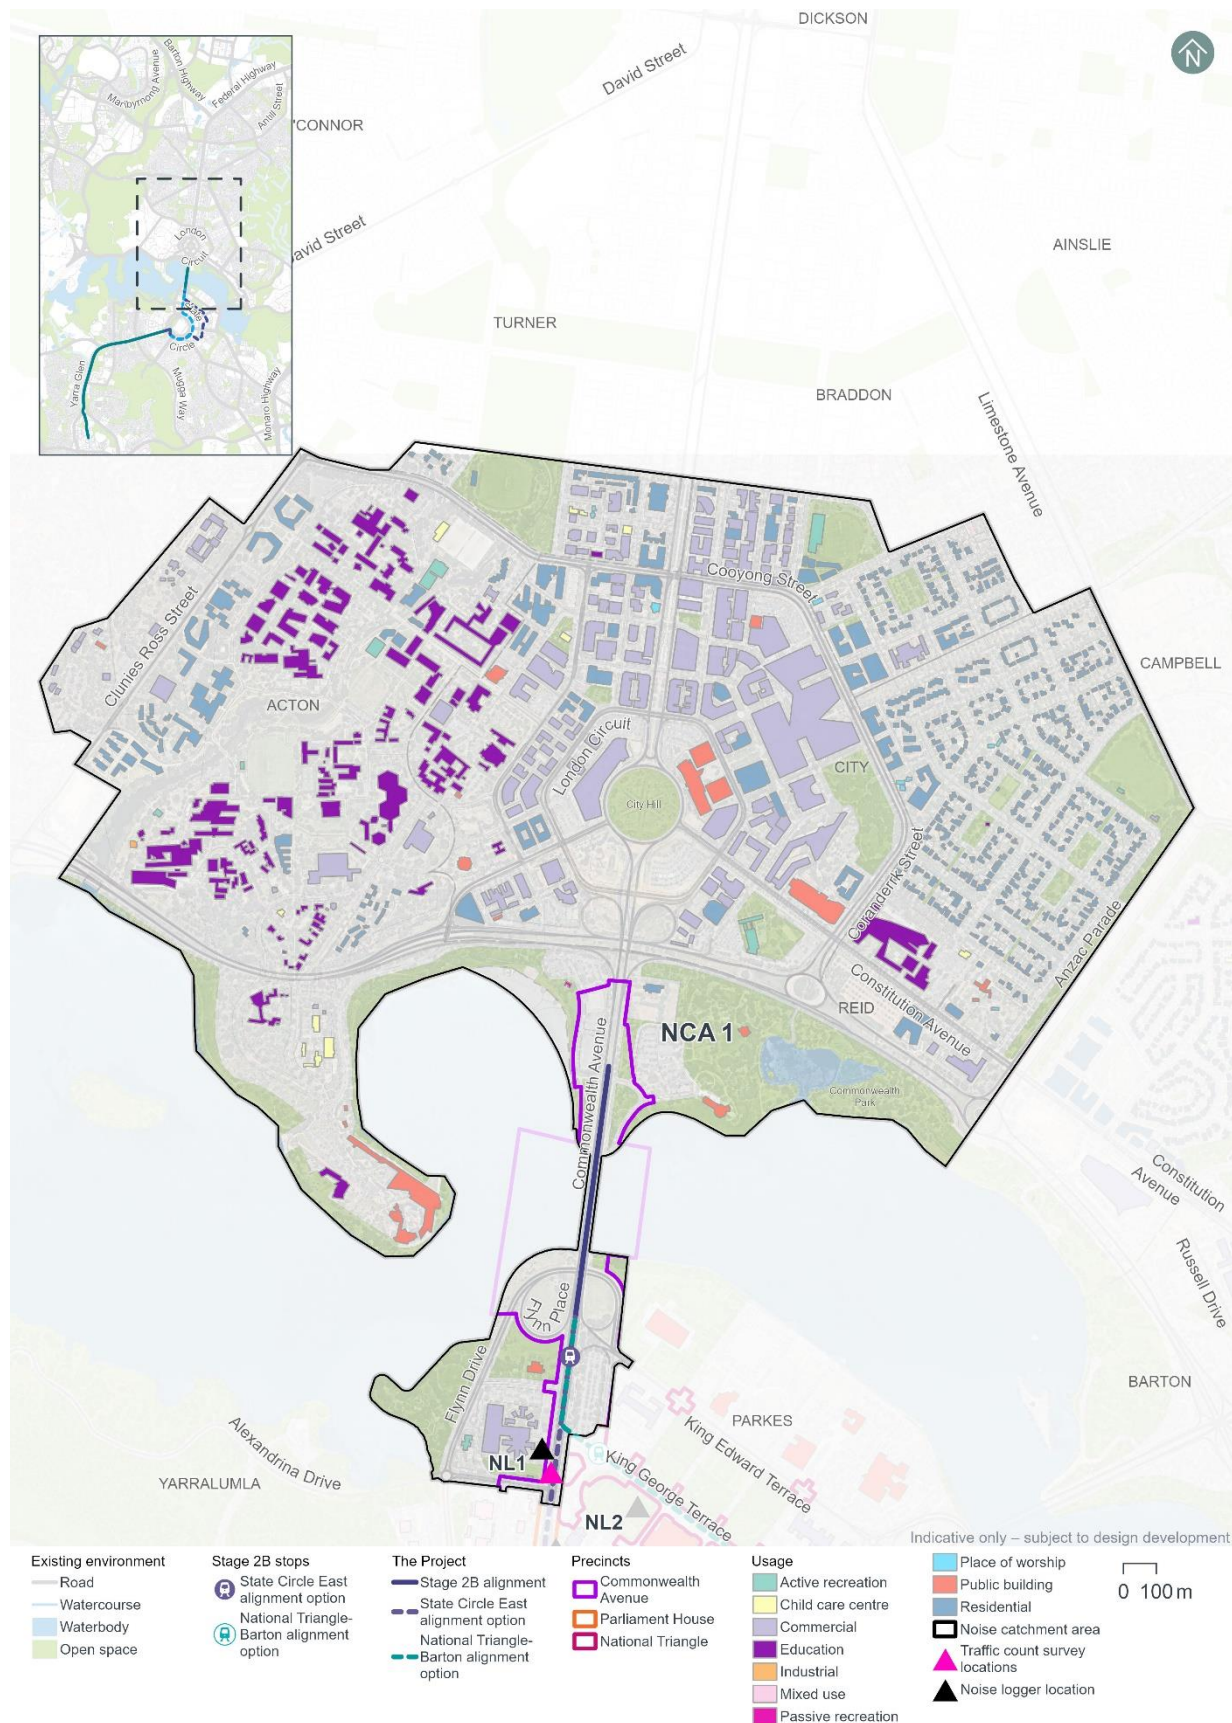 DICKSON
David Street
N
Maribyrnong Avenue
Barton Highway
Federal Highway
Antill Street
London
Circuit
State
Circle
Yarra Glen
Mugga Way
Monaro Highway
'CONNOR
David Street
AINSLIE
TURNER
BRADDON
Limestone Avenue
Cooyong Street
CAMPBELL
Clunies Ross Street
ACTON
London Circuit
CITY
City Hill
Coranderrk Street
Anzac Parade
Constitution Avenue
REID
NCA 1
Commonwealth Avenue
Commonwealth
Park
Constitution
Avenue
Russell Drive
Flynn Place
Flynn Drive
BARTON
PARKES
King Edward Terrace
King George Terrace
Alexandrina Drive
YARRALUMLA
NL1
NL2
Indicative only – subject to design development
Existing environment
Road
Watercourse
Waterbody
Open space
Stage 2B stops
State Circle East
alignment option
National Triangle-
Barton alignment
option
The Project
Stage 2B alignment
State Circle East
alignment option
National Triangle-
Barton alignment
option
Precincts
Commonwealth
Avenue
Parliament House
National Triangle
Usage
Active recreation
Child care centre
Commercial
Education
Industrial
Mixed use
Passive recreation
Place of worship
Public building
Residential
Noise catchment area
Traffic count survey
locations
Noise logger location
0 100 m